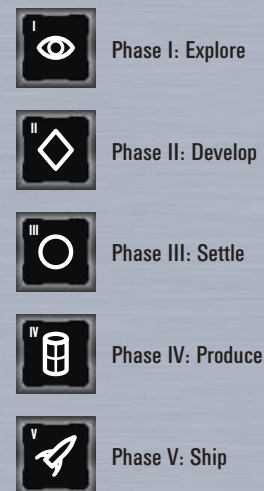 I
Phase I: Explore
II
Phase II: Develop
III
Phase III: Settle
IV
Phase IV: Produce
V
Phase V: Ship